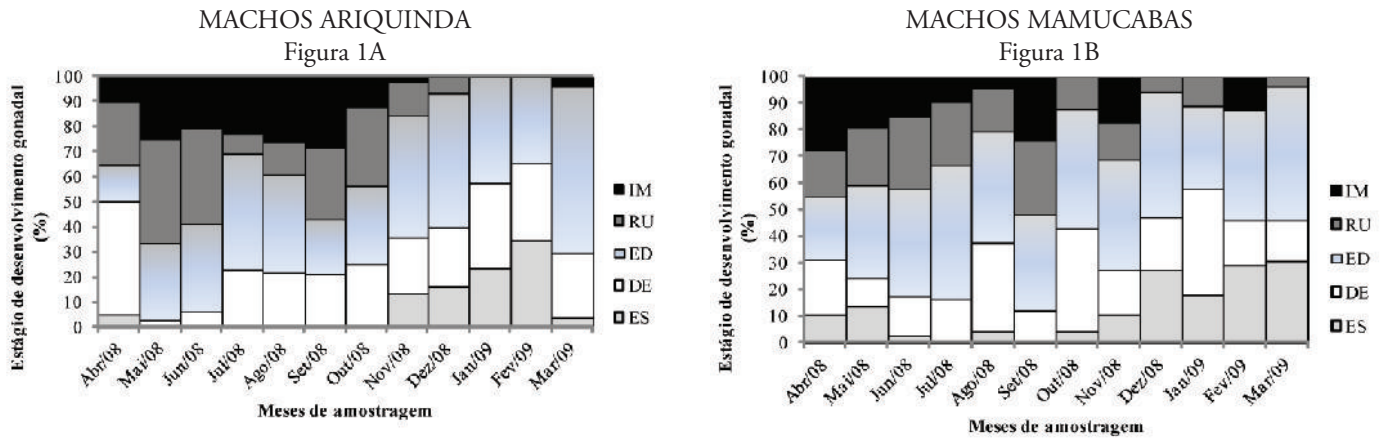 MACHOS ARIQUINDA
Figura 1A
Estágio de desenvolvimento gonadal
(%)
100
90
80
70
60
50
40
30
20
10
0
Abr/08
Mai/08
Jun/08
Jul/08
Ago/08
Set/08
Out/08
Nov/08
Dez/08
Jan/09
Fev/09
Mar/09
Meses de amostragem
IM
RU
ED
DE
ES
MACHOS MAMUCABAS
Figura 1B
Estágio de desenvolvimento gonadal
(%)
100
90
80
70
60
50
40
30
20
10
0
Abr/08
Mai/08
Jun/08
Jul/08
Ago/08
Set/08
Out/08
Nov/08
Dez/08
Jan/09
Fev/09
Mar/09
Meses de amostragem
IM
RU
ED
DE
ES